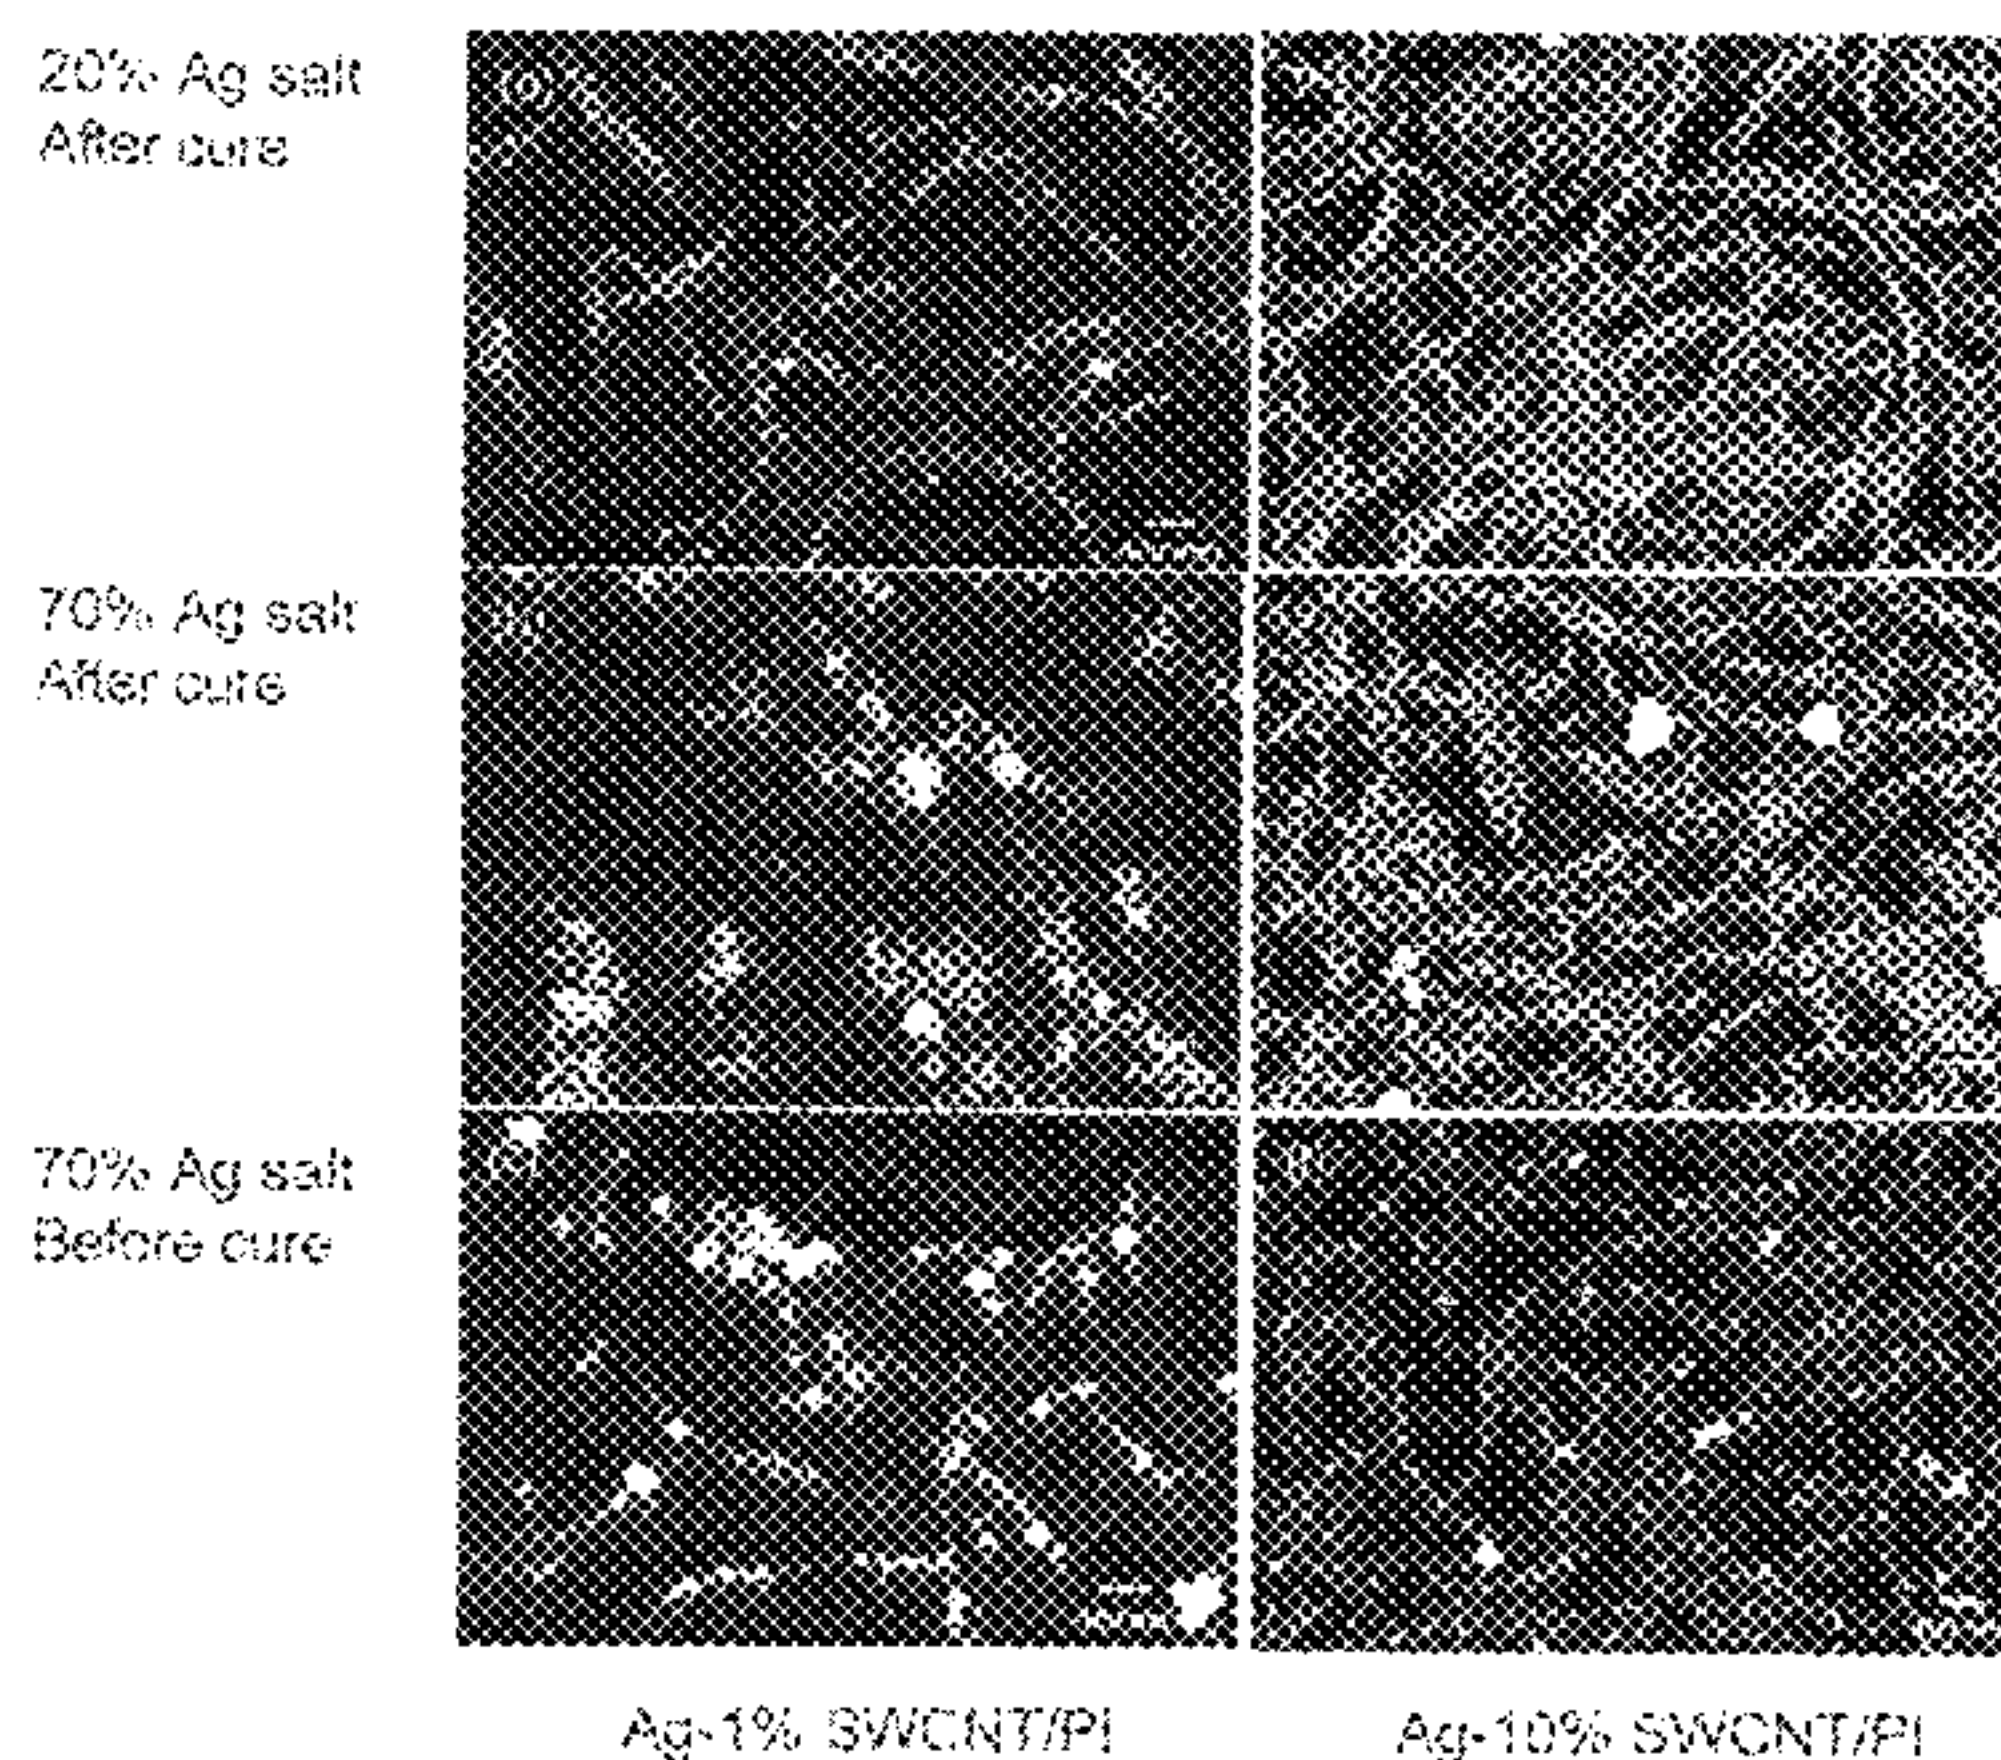 20% Ag salt
After cure
(a)
70% Ag salt
After cure
70% Ag salt
Before cure
(c)
Ag-1% SWCNT/PI
Ag-10% SWCNT/PI